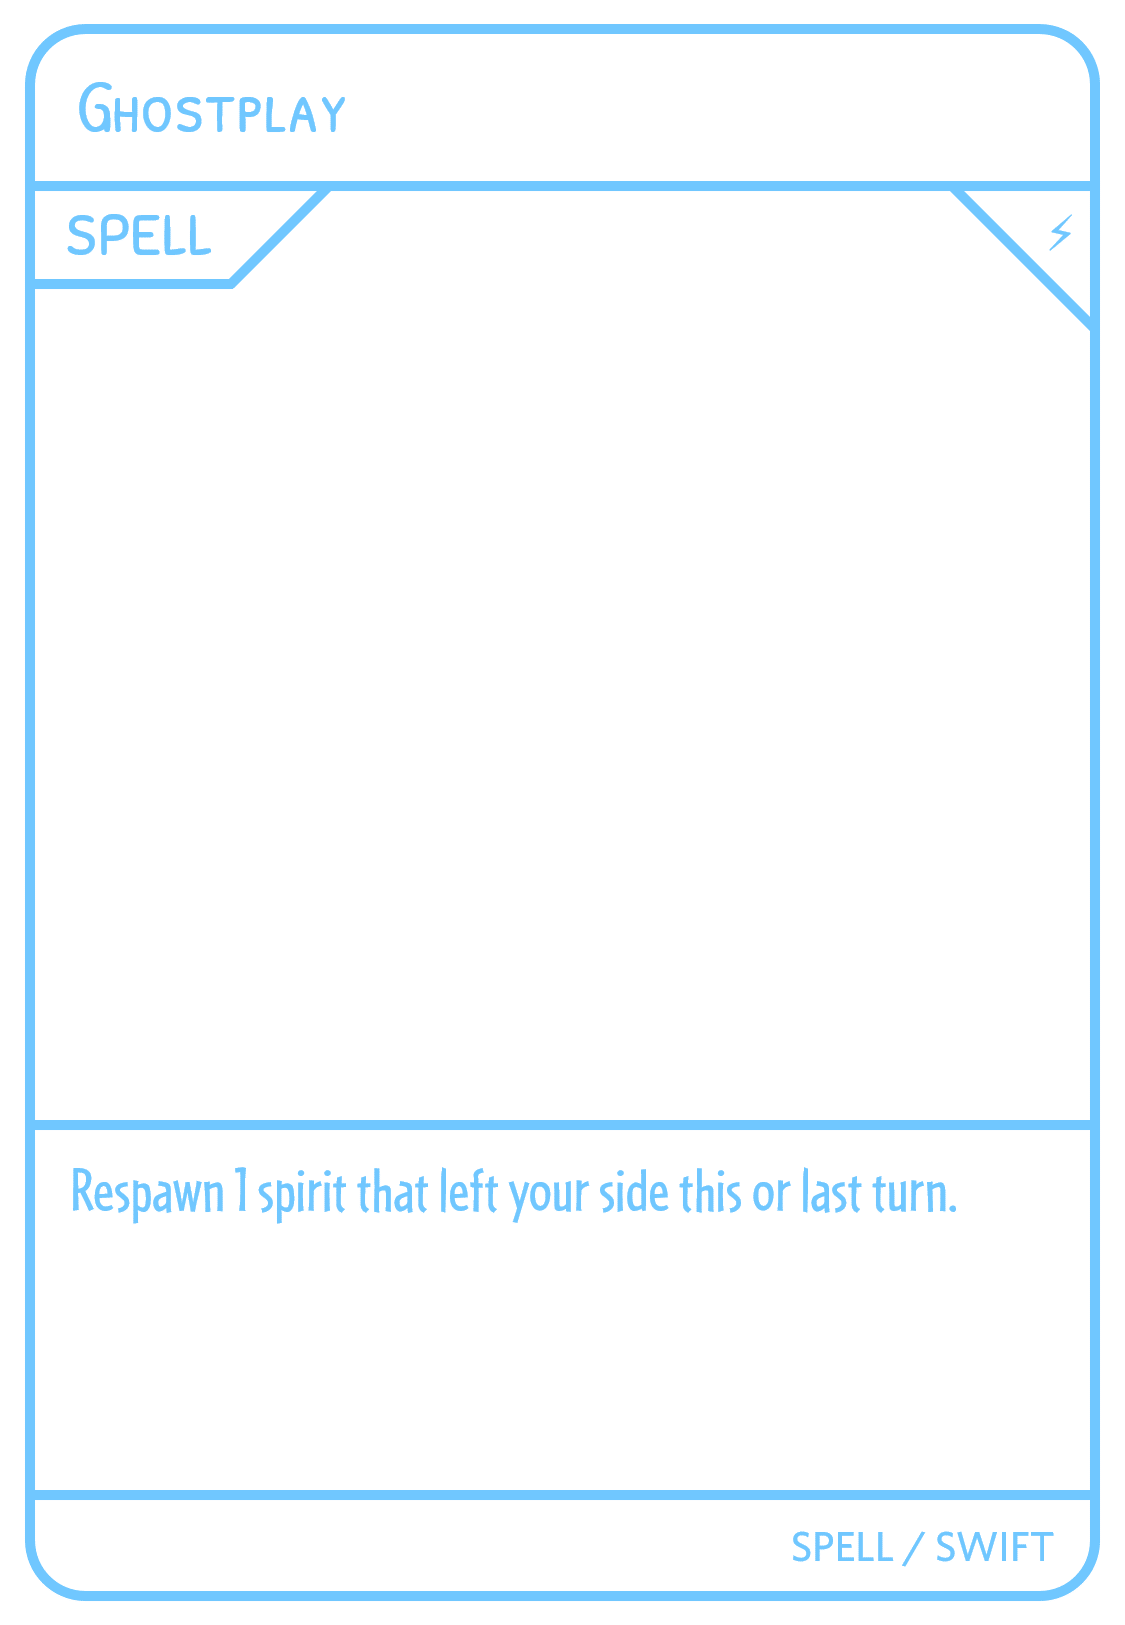 Ghostplay
SPELL
⚡
Respawn 1 spirit that left your side this or last turn.
SPELL / SWIFT